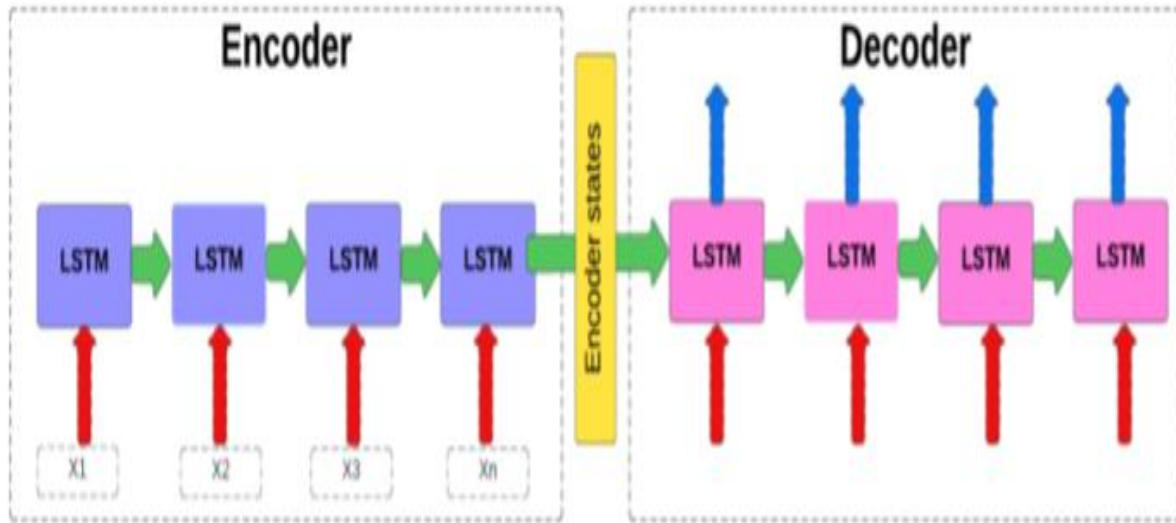 Encoder
Decoder
LSTM
LSTM
LSTM
LSTM
Encoder states
LSTM
LSTM
LSTM
LSTM
X1
X2
X3
Xn